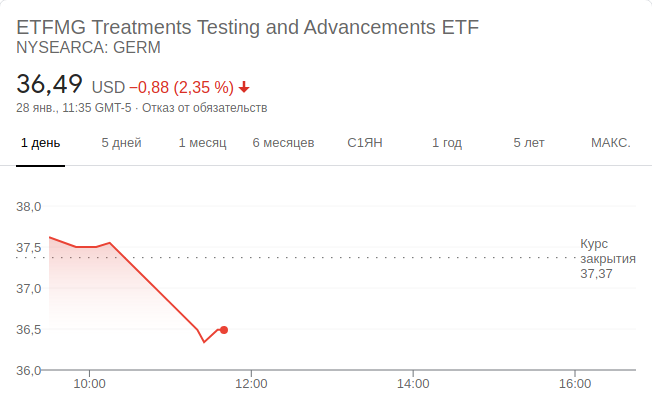 ETFMG Treatments Testing and Advancements ETF
NYSEARCA: GERM
36,49 USD −0,88 (2,35 %)
28 янв., 11:35 GMT-5 · Отказ от обязательств
1 день 5 дней 1 месяц 6 месяцев С1ЯН 1 год 5 лет МАКС.
38,0
37,5
37,0
36,5
36,0
Курс
закрытия
37,37
10:00 12:00 14:00 16:00